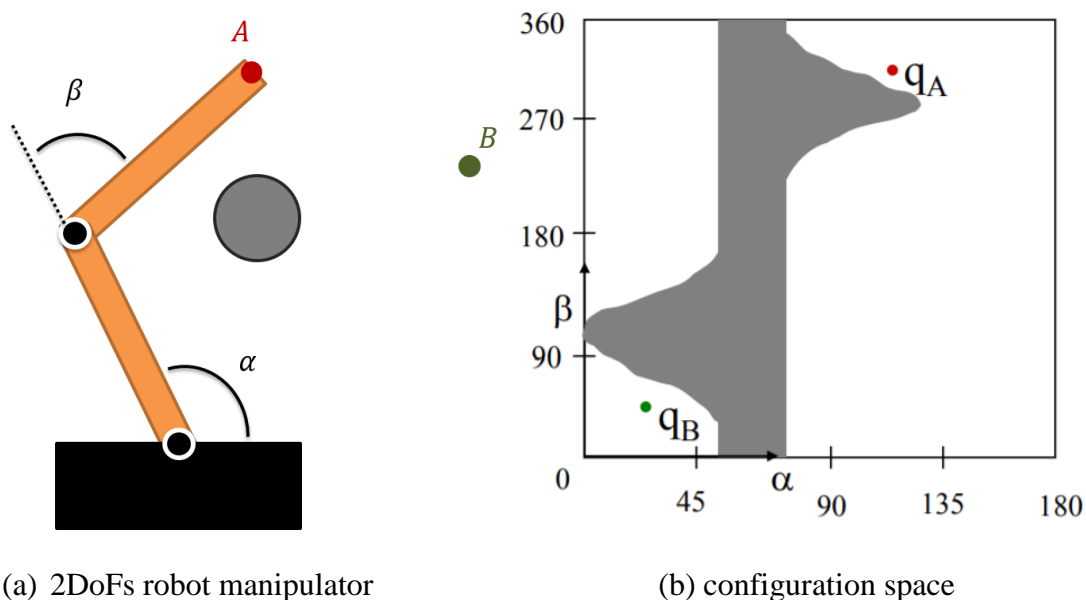 A
β
B
α
360
270
180
β
90
0
45
α
90
135
180
qA
qB
(a) 2DoFs robot manipulator
(b) configuration space